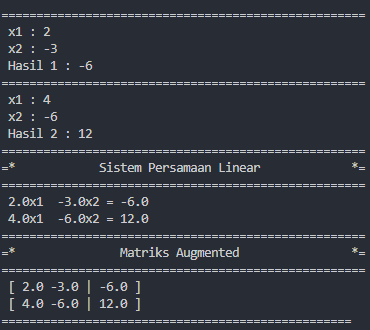 ====================================================
x1 : 2
x2 : -3
Hasil 1 : -6
====================================================
x1 : 4
x2 : -6
Hasil 2 : 12
====================================================
=* Sistem Persamaan Linear *=
====================================================
2.0x1 -3.0x2 = -6.0
4.0x1 -6.0x2 = 12.0
====================================================
=* Matriks Augmented *=
====================================================
[ 2.0 -3.0 | -6.0 ]
[ 4.0 -6.0 | 12.0 ]
==================================================